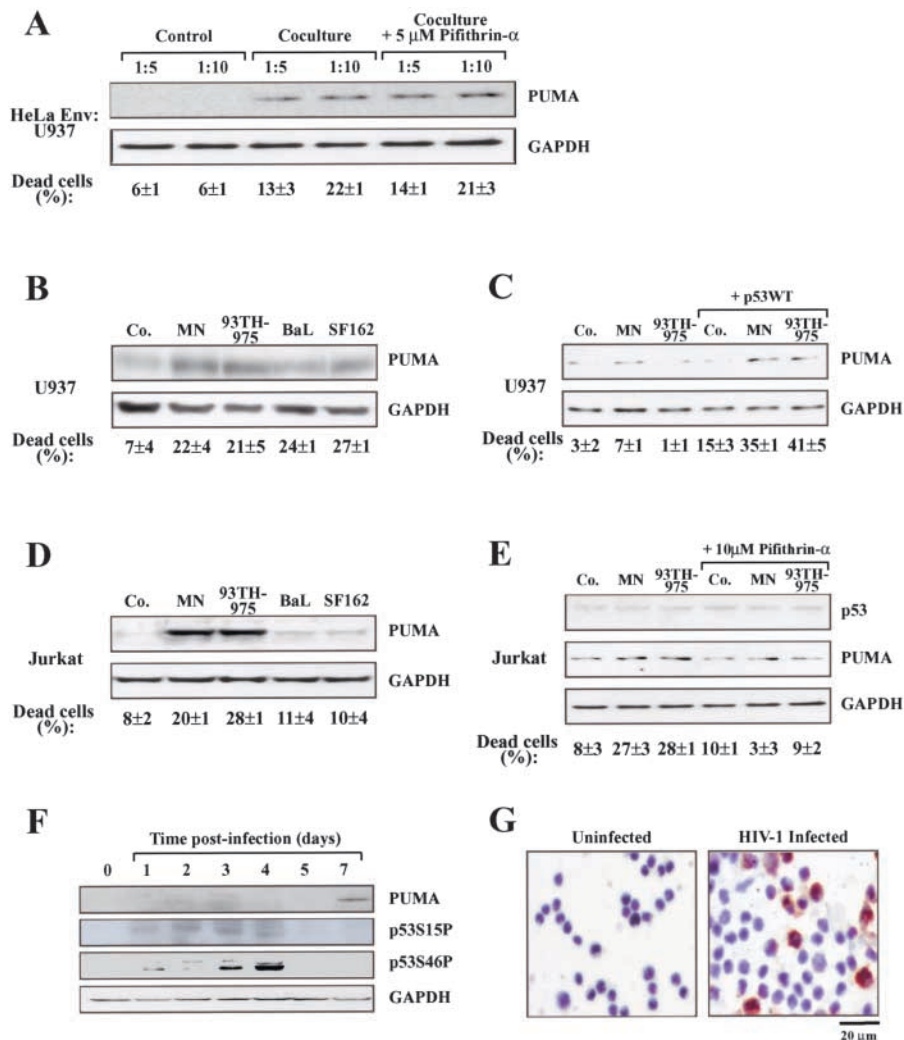 A
Control Coculture Coculture + 5 µM Pifithrin-α
1:5 1:10 1:5 1:10 1:5 1:10
HeLa Env: U937
PUMA
GAPDH
Dead cells (%): 6±1 6±1 13±3 22±1 14±1 21±3
B
Co. MN 93TH-975 BaL SF162
U937
PUMA
GAPDH
Dead cells (%): 7±4 22±4 21±5 24±1 27±1
C
+ p53WT
Co. MN 93TH-975 Co. MN 93TH-975
U937
PUMA
GAPDH
Dead cells (%): 3±2 7±1 1±1 15±3 35±1 41±5
D
Co. MN 93TH-975 BaL SF162
Jurkat
PUMA
GAPDH
Dead cells (%): 8±2 20±1 28±1 11±4 10±4
E
+ 10µM Pifithrin-α
Co. MN 93TH-975 Co. MN 93TH-975
p53
Jurkat
PUMA
GAPDH
Dead cells (%): 8±3 27±3 28±1 10±1 3±3 9±2
F
Time post-infection (days)
0 1 2 3 4 5 7
PUMA
p53S15P
p53S46P
GAPDH
G
Uninfected HIV-1 Infected
20 µm